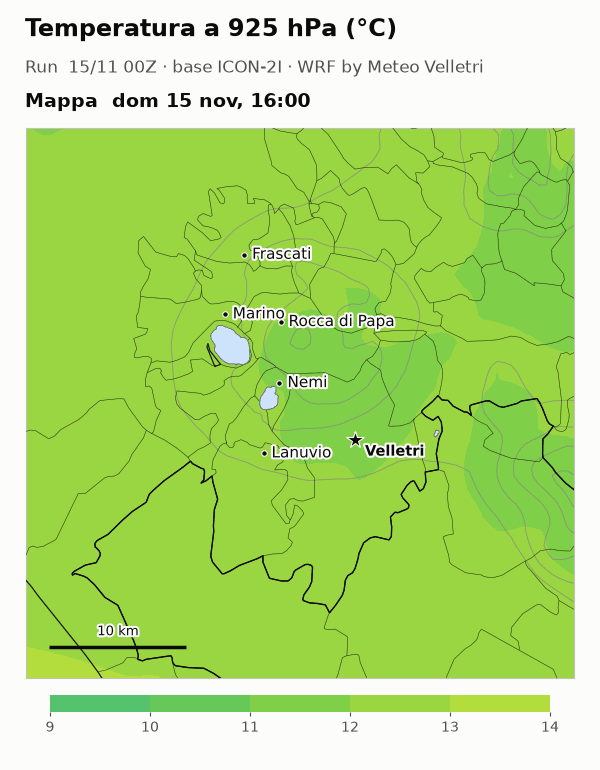 Temperatura a 925 hPa (°C)
Run  15/11 00Z · base ICON-2I · WRF by Meteo Velletri
Mappa  dom 15 nov, 16:00
Frascati
Marino
Rocca di Papa
Nemi
Velletri
Lanuvio
10 km
9 10 11 12 13 14